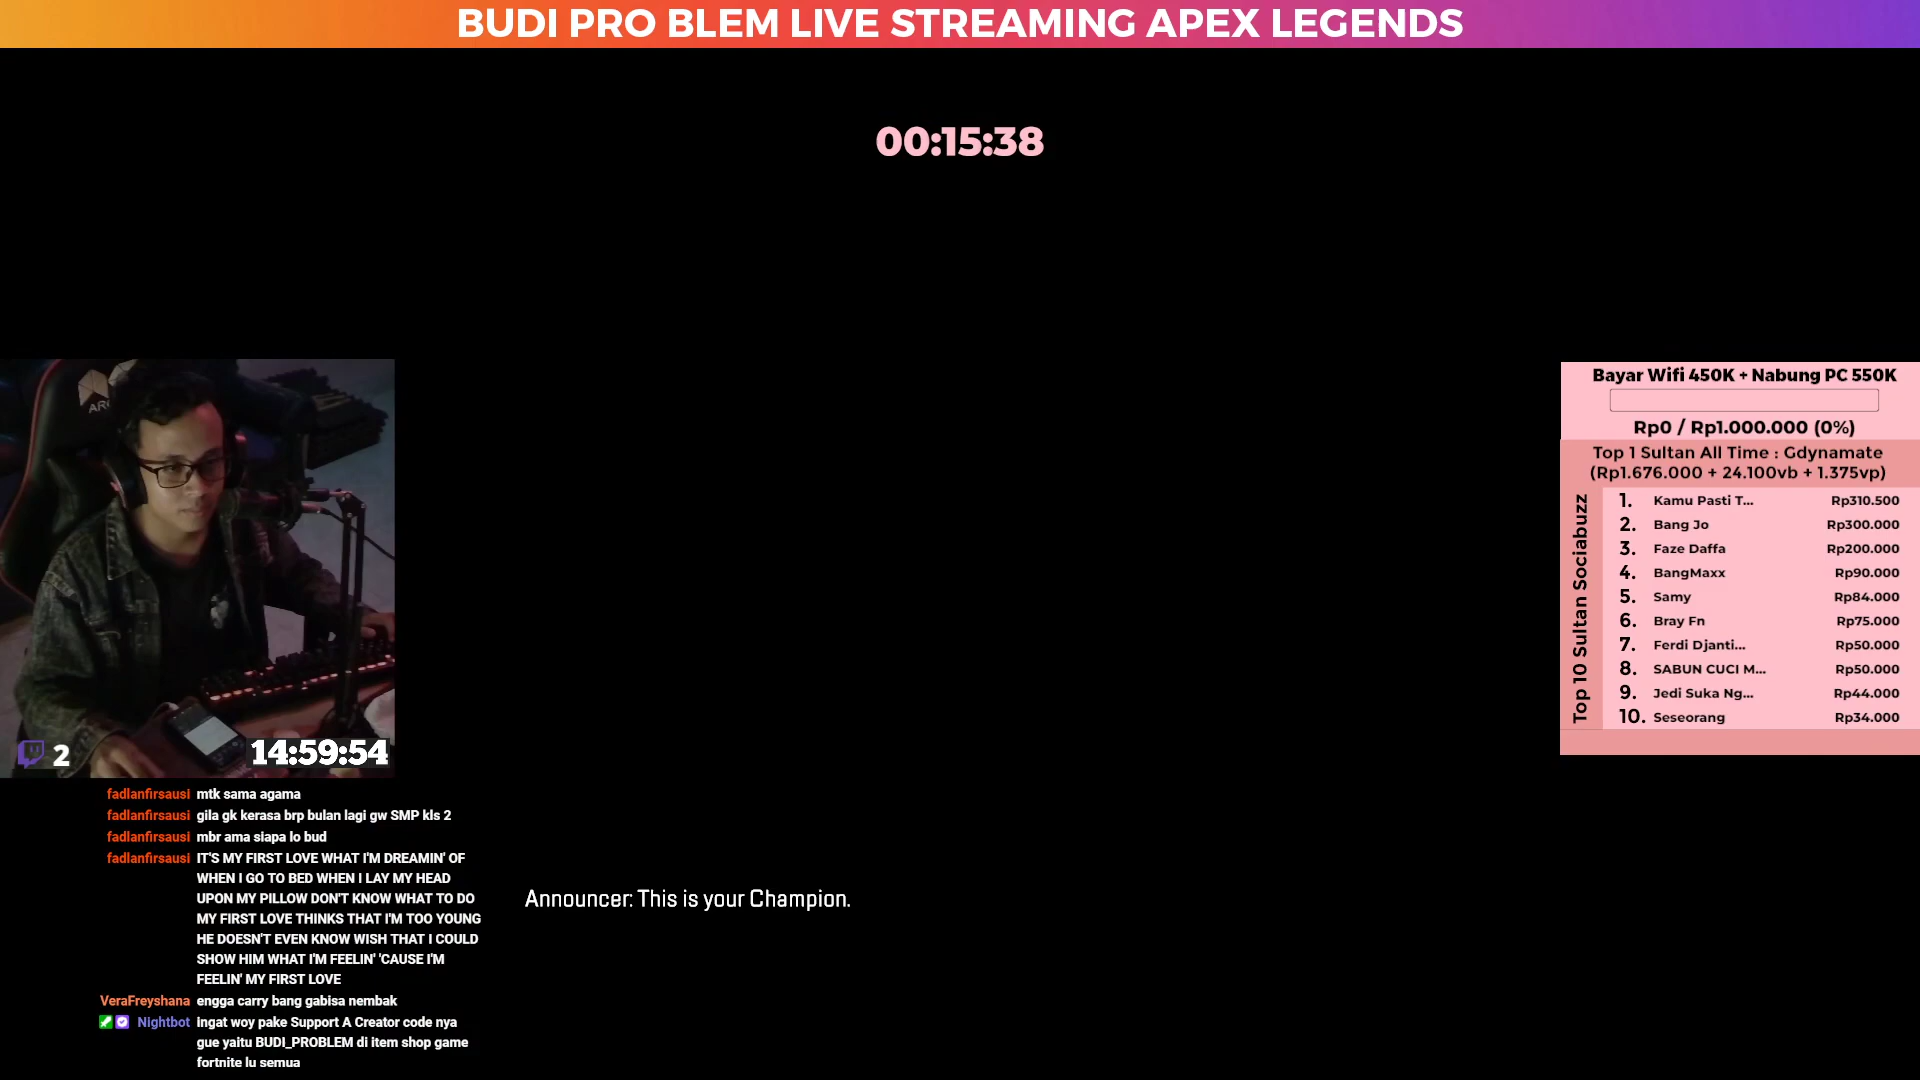 BUDI PRO BLEM LIVE STREAMING APEX LEGENDS
00:15:38
AR
2
14:59:54
Bayar Wifi 450K + Nabung PC 550K
Rp0 / Rp1.000.000 (0%)
Top 1 Sultan All Time : Gdynamate
(Rp1.676.000 + 24.100vb + 1.375vp)
Top 10 Sultan Sociabuzz
1. Kamu Pasti T... Rp310.500
2. Bang Jo Rp300.000
3. Faze Daffa Rp200.000
4. BangMaxx Rp90.000
5. Samy Rp84.000
6. Bray Fn Rp75.000
7. Ferdi Djanti... Rp50.000
8. SABUN CUCI M... Rp50.000
9. Jedi Suka Ng... Rp44.000
10. Seseorang Rp34.000
fadlanfirsausi mtk sama agama
fadlanfirsausi gila gk kerasa brp bulan lagi gw SMP kls 2
fadlanfirsausi mbr ama siapa lo bud
fadlanfirsausi IT'S MY FIRST LOVE WHAT I'M DREAMIN' OF
WHEN I GO TO BED WHEN I LAY MY HEAD
UPON MY PILLOW DON'T KNOW WHAT TO DO
MY FIRST LOVE THINKS THAT I'M TOO YOUNG
HE DOESN'T EVEN KNOW WISH THAT I COULD
SHOW HIM WHAT I'M FEELIN' 'CAUSE I'M
FEELIN' MY FIRST LOVE
VeraFreyshana engga carry bang gabisa nembak
Nightbot ingat woy pake Support A Creator code nya
gue yaitu BUDI_PROBLEM di item shop game
fortnite lu semua
Announcer: This is your Champion.